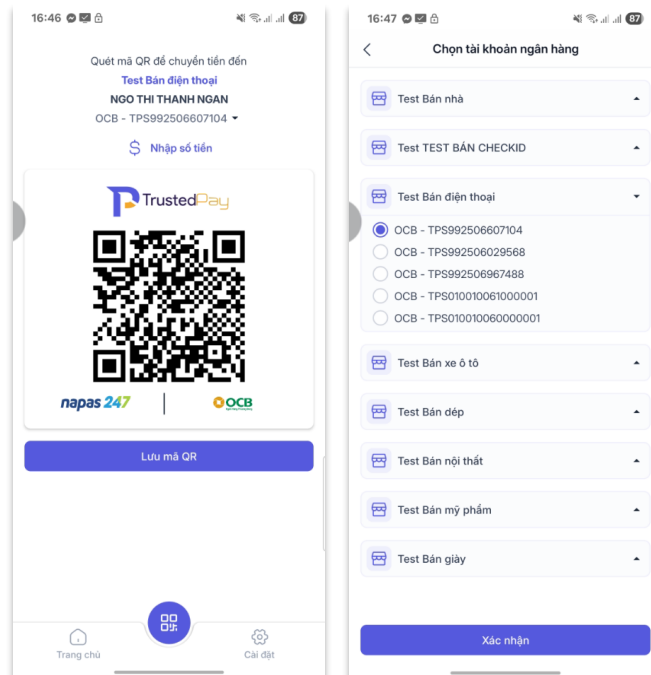 16:46
87
Quét mã QR để chuyển tiền đến
Test Bán điện thoại
NGO THI THANH NGAN
OCB - TPS992506607104
Nhập số tiền
TrustedPay
napas 247
OCB
Lưu mã QR
Trang chủ
Cài đặt
16:47
87
Chọn tài khoản ngân hàng
Test Bán nhà
Test TEST BÁN CHECKID
Test Bán điện thoại
OCB - TPS992506607104
OCB - TPS992506029568
OCB - TPS992506967488
OCB - TPS010010061000001
OCB - TPS010010060000001
Test Bán xe ô tô
Test Bán dép
Test Bán nội thất
Test Bán mỹ phẩm
Test Bán giày
Xác nhận